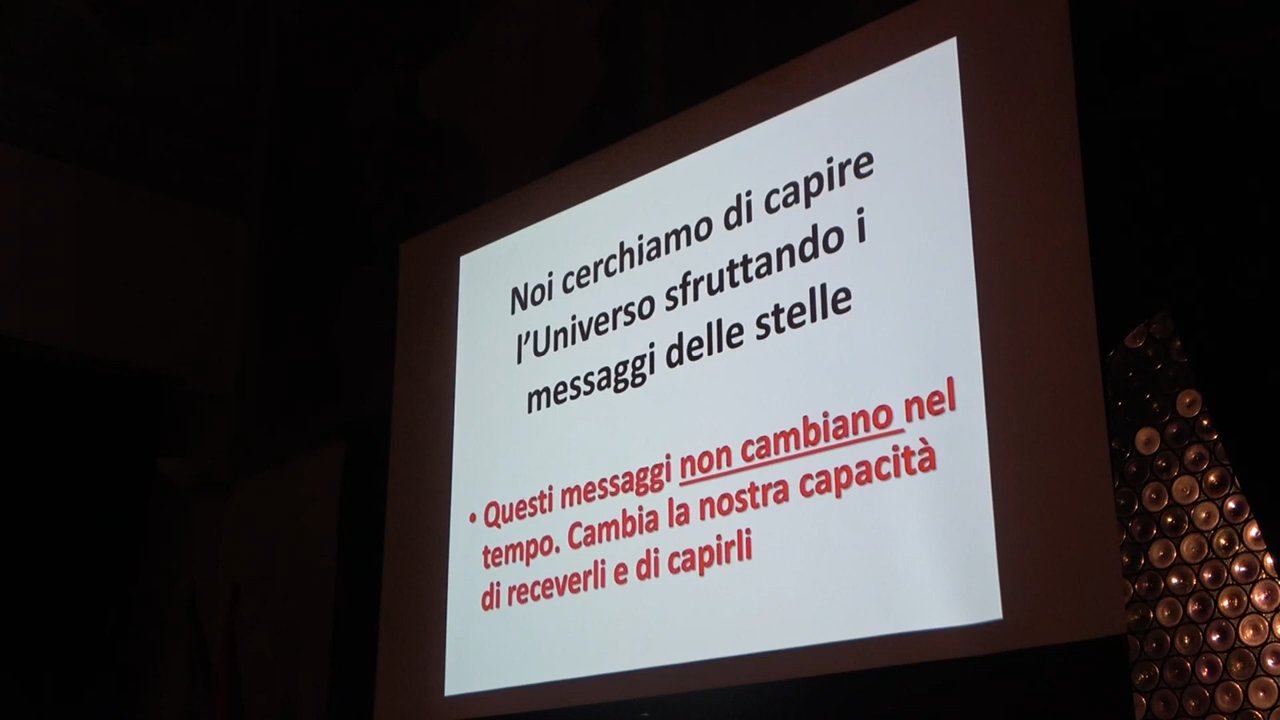 Noi cerchiamo di capire
l’Universo sfruttando i
messaggi delle stelle
• Questi messaggi non cambiano nel
tempo. Cambia la nostra capacità
di receverli e di capirli